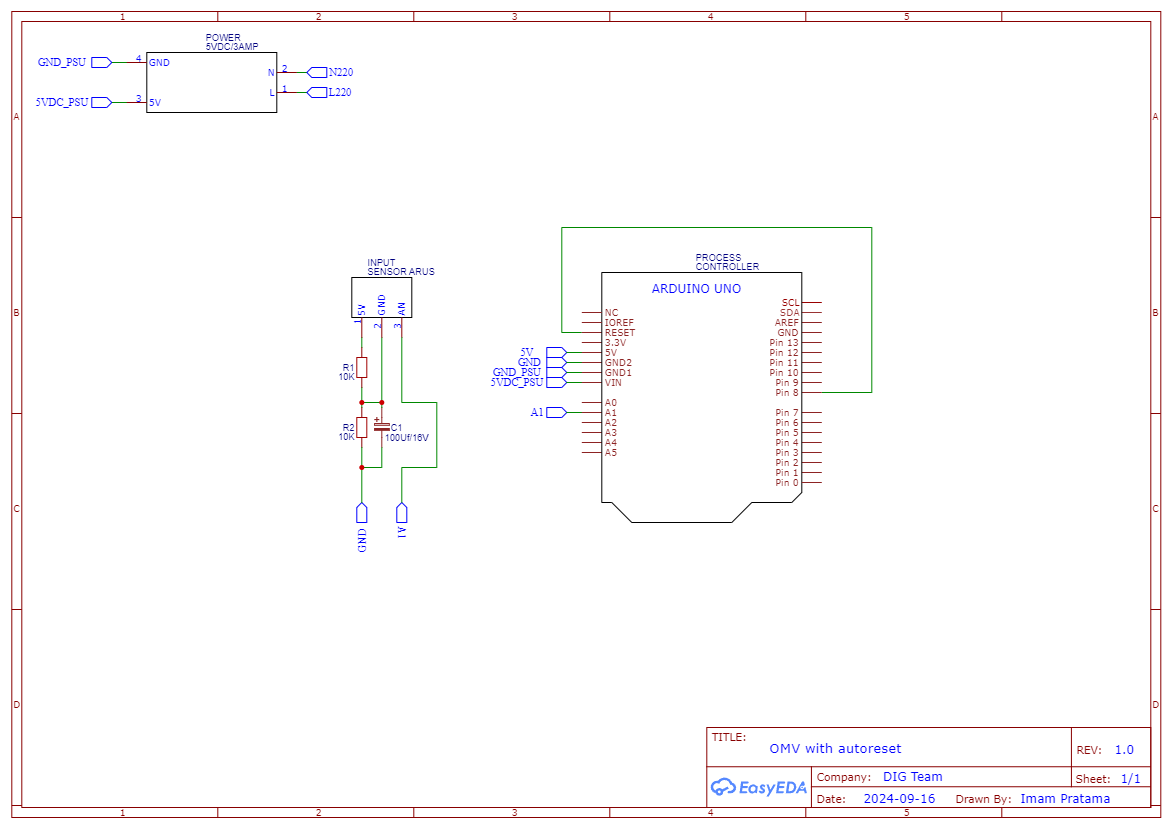 1 2 3 4 5
A
B
C
D
A
B
C
D
POWER
5VDC/3AMP
GND_PSU 4 GND
N 2 N220
L 1 L220
5VDC_PSU 3 5V
INPUT
SENSOR ARUS
5V GND AN
1 2 3
R1
10K
R2
10K
C1
100Uf/16V
+
GND
A1
PROCESS
CONTROLLER
ARDUINO UNO
NC
IOREF
RESET
3.3V
5V 5V
GND GND2
GND_PSU GND1
5VDC_PSU VIN
A0
A1 A1
A2
A3
A4
A5
SCL
SDA
AREF
GND
Pin 13
Pin 12
Pin 11
Pin 10
Pin 9
Pin 8
Pin 7
Pin 6
Pin 5
Pin 4
Pin 3
Pin 2
Pin 1
Pin 0
TITLE:
OMV with autoreset
REV: 1.0
EasyEDA
Company: DIG Team
Sheet: 1/1
Date: 2024-09-16 Drawn By: Imam Pratama
1 2 3 4 5